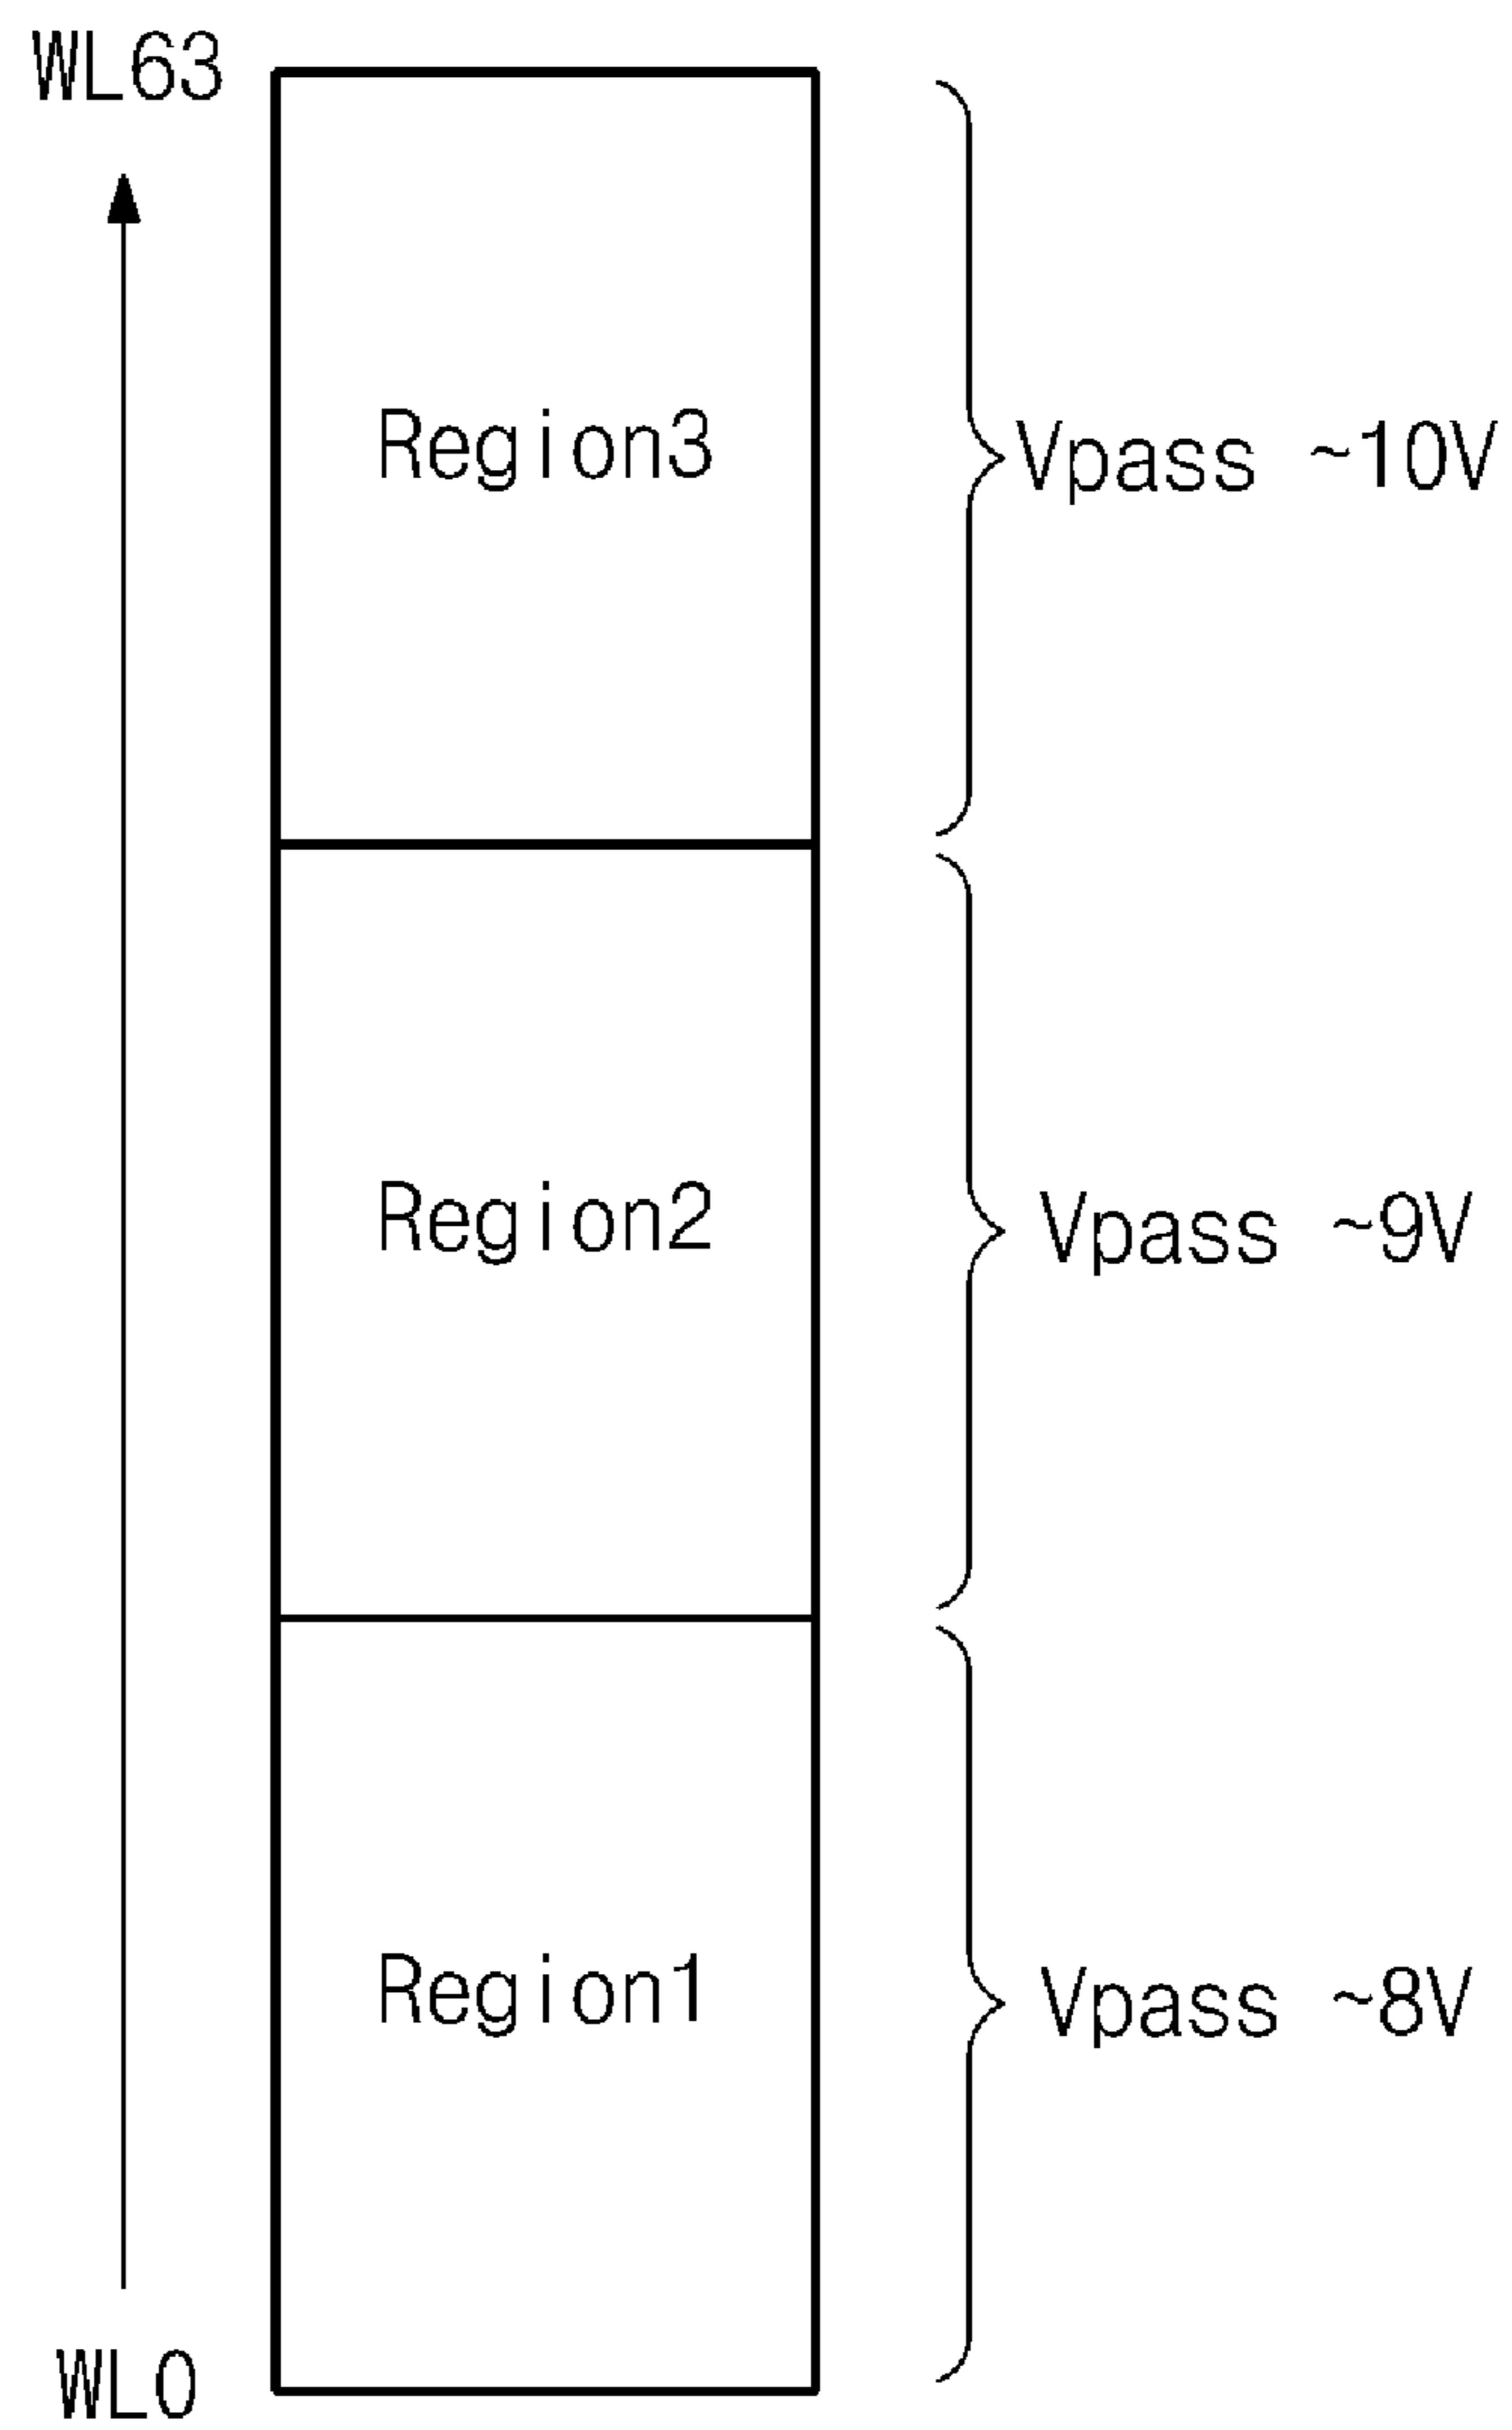 WL63
Region3
Vpass ~10V
Region2
Vpass ~9V
Region1
Vpass ~8V
WL0